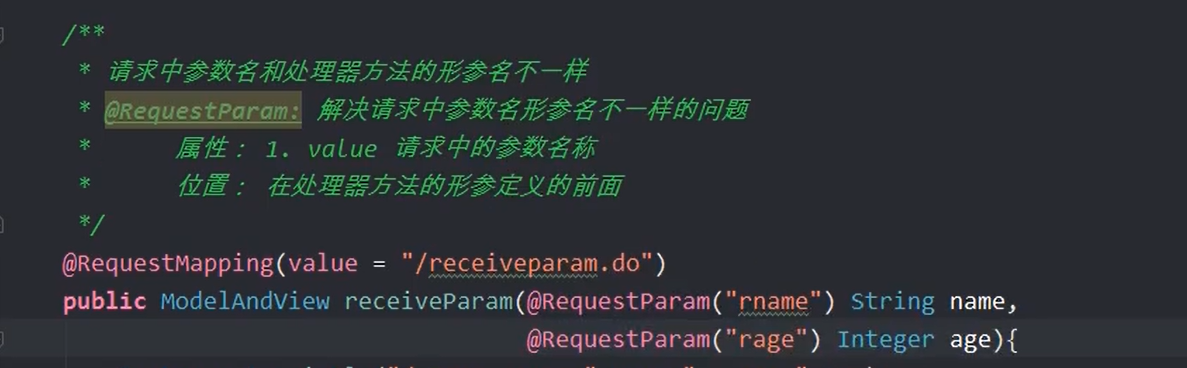 /**
* 请求中参数名和处理器方法的形参名不一样
* @RequestParam: 解决请求中参数名形参名不一样的问题
* 属性： 1. value 请求中的参数名称
* 位置： 在处理器方法的形参定义的前面
*/
@RequestMapping(value = "/receiveparam.do")
public ModelAndView receiveParam(@RequestParam("rname") String name,
@RequestParam("rage") Integer age){